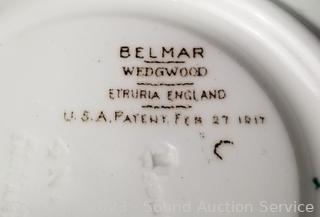 BELMAR
WEDGWOOD
ETRURIA ENGLAND
U.S.A. PATENT. FEB 27 1917
C
Sound Auction Service